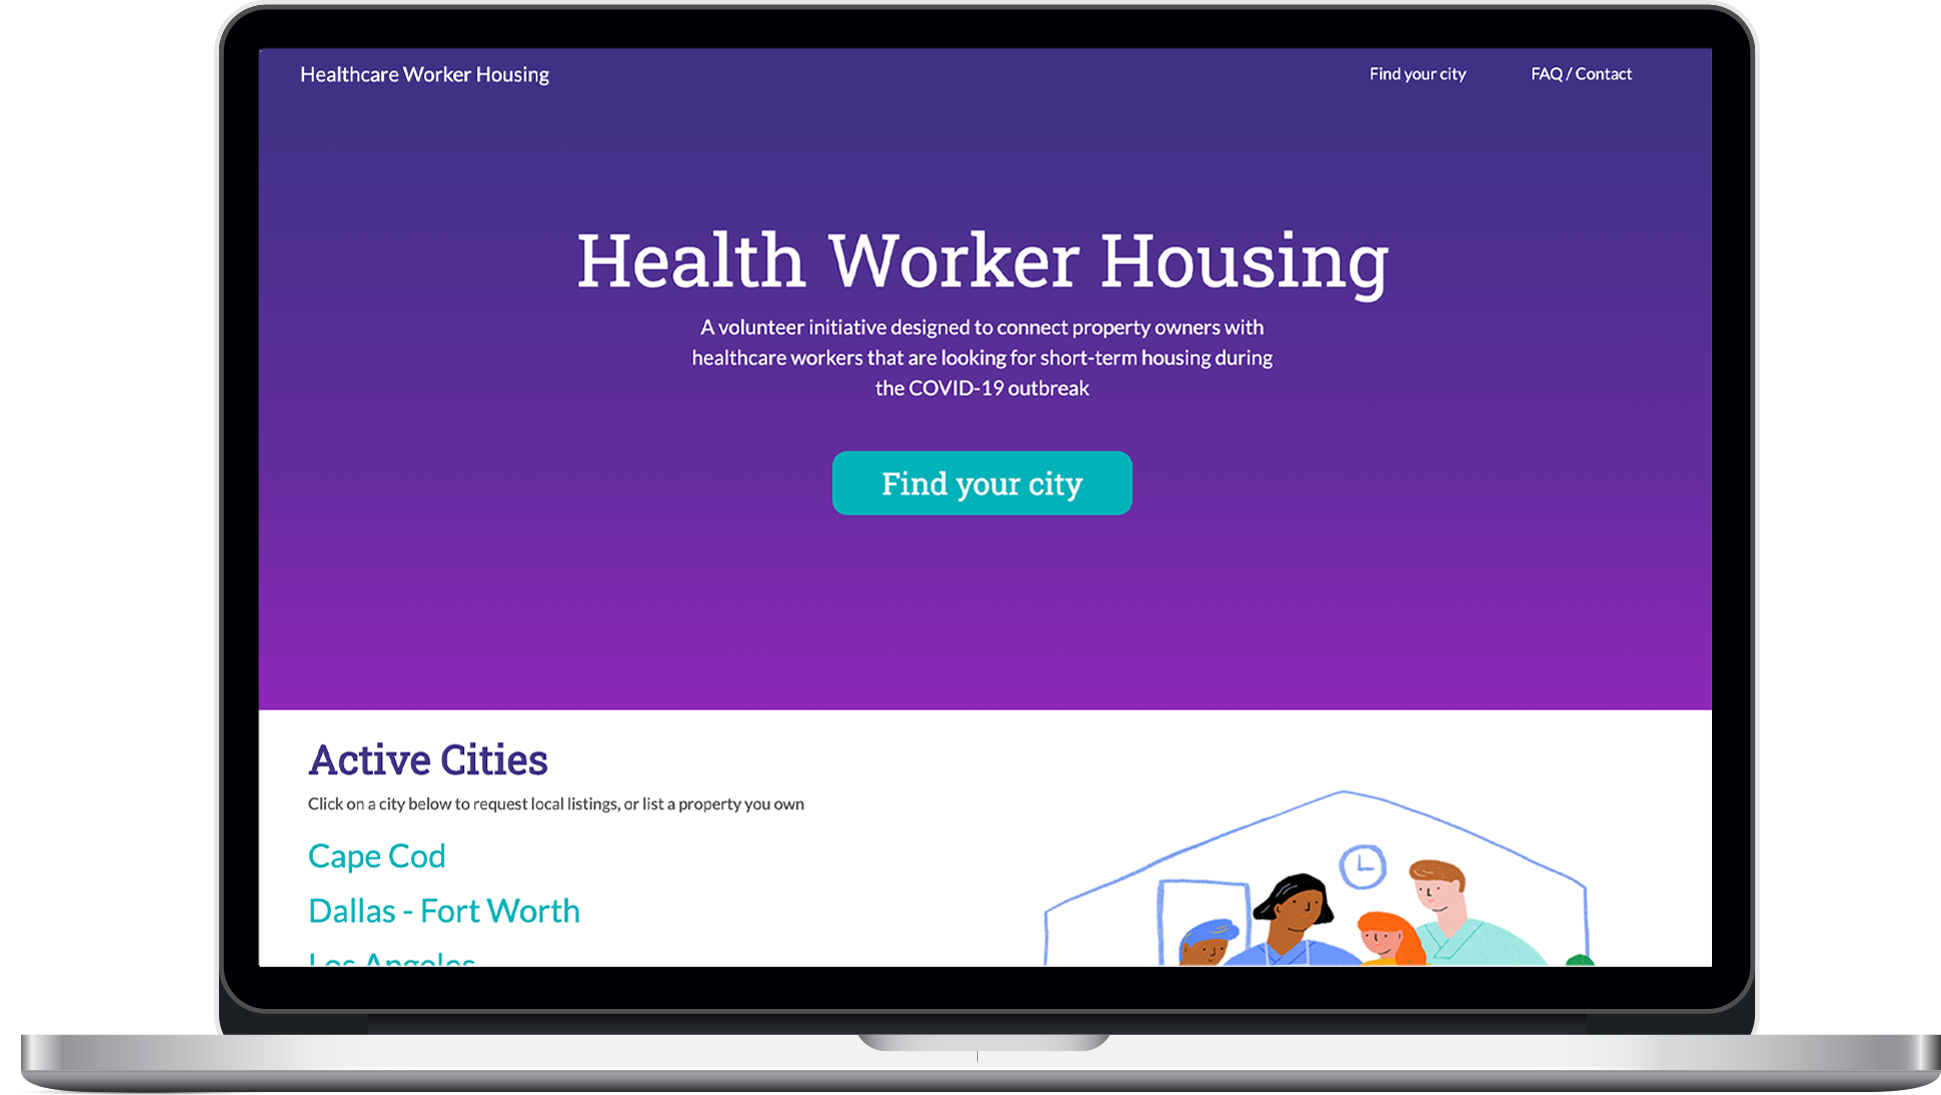 Healthcare Worker Housing
Find your city
FAQ / Contact
Health Worker Housing
A volunteer initiative designed to connect property owners with
healthcare workers that are looking for short-term housing during
the COVID-19 outbreak
Find your city
Active Cities
Click on a city below to request local listings, or list a property you own
Cape Cod
Dallas - Fort Worth
Los Angeles